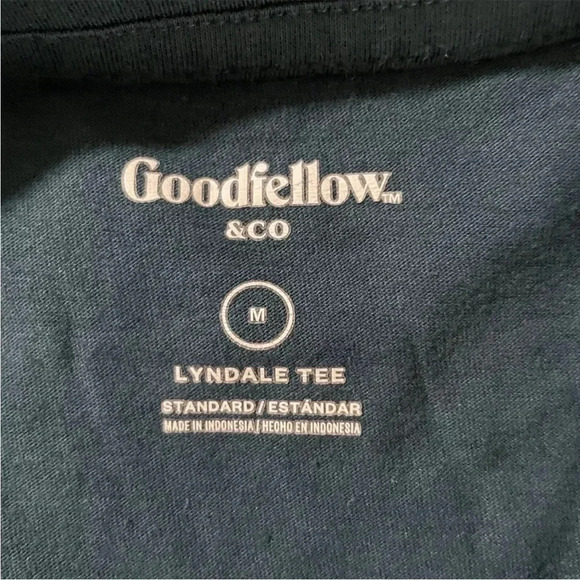 Goodfellow™
&CO
M
LYNDALE TEE
STANDARD / ESTÁNDAR
MADE IN INDONESIA / HECHO EN INDONESIA